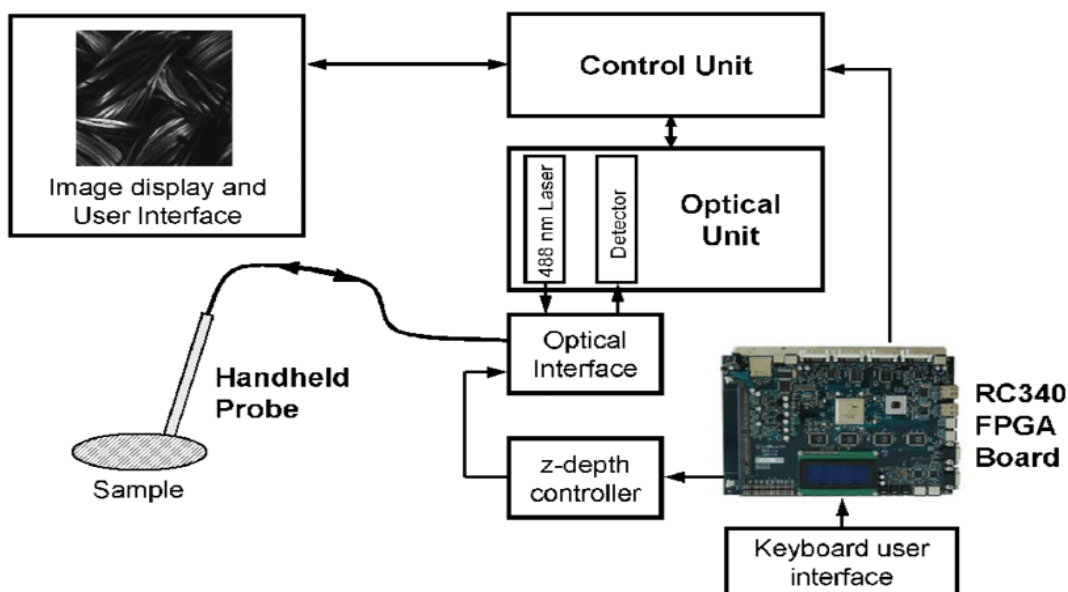 Control Unit
Image display and
User Interface
488 nm Laser
Detector
Optical
Unit
Optical
Interface
Handheld
Probe
Sample
z-depth
controller
RC340
FPGA
Board
Keyboard user
interface